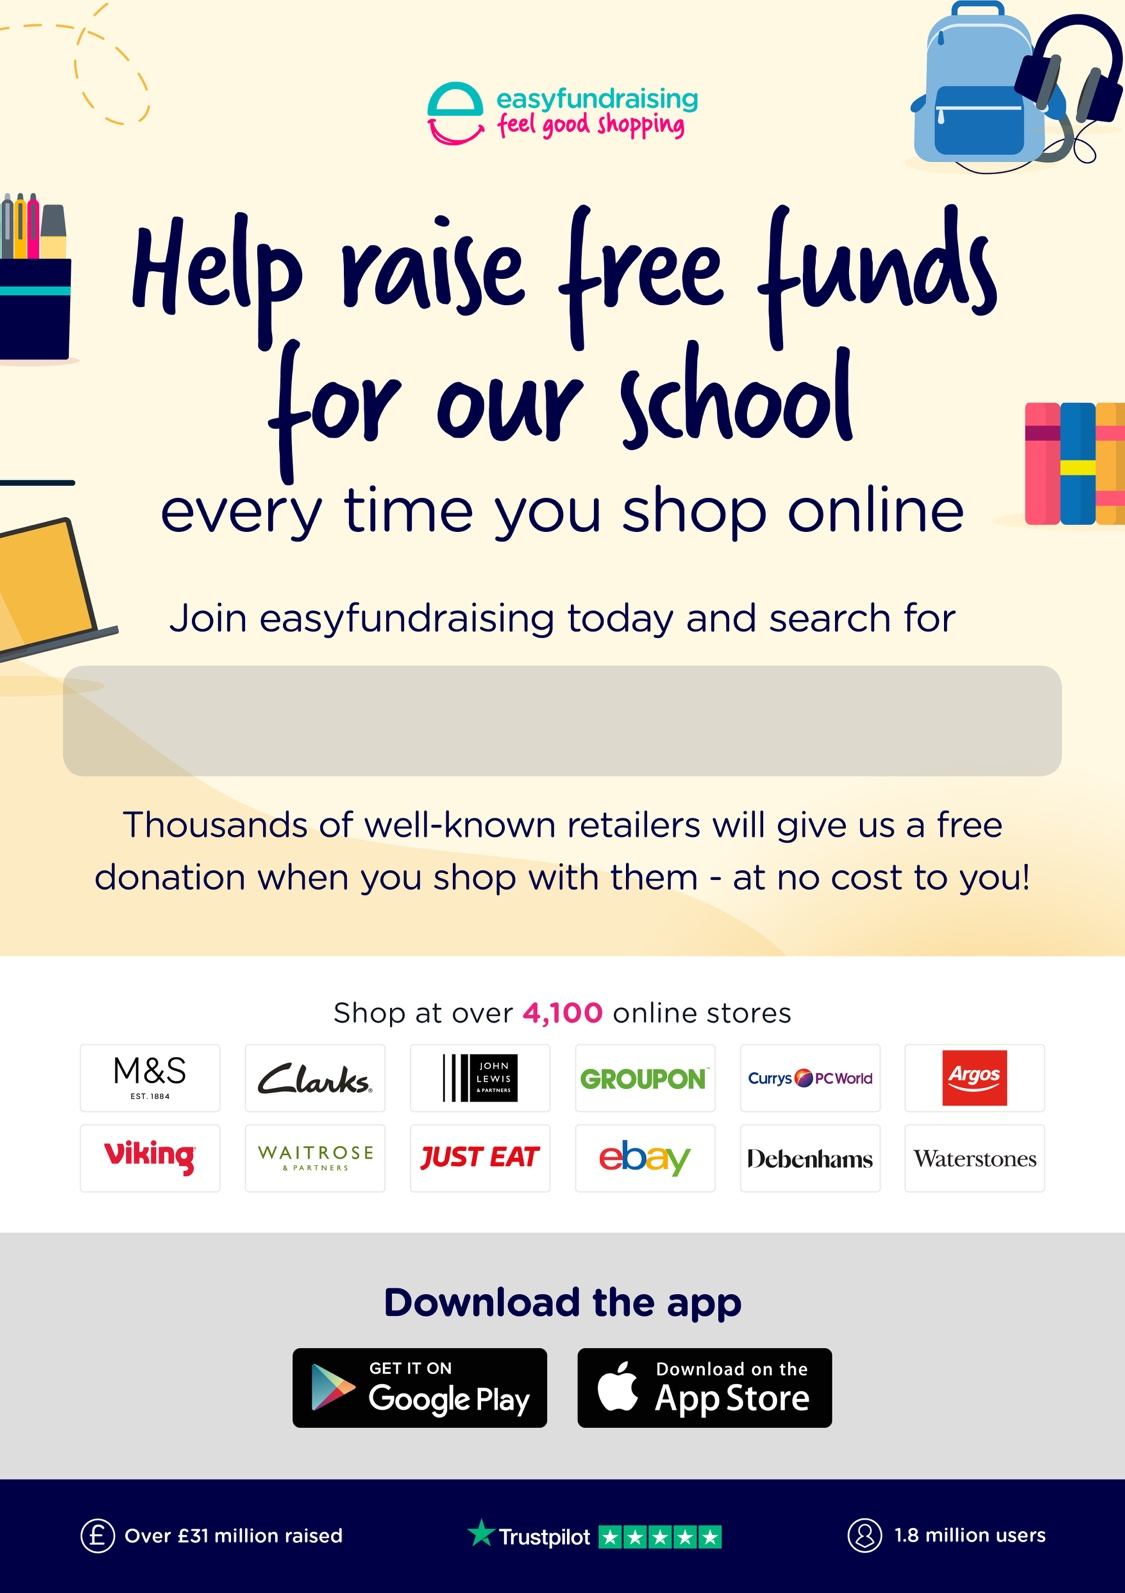 easyfundraising
feel good shopping
Help raise free funds
for our school
every time you shop online
Join easyfundraising today and search for
Thousands of well-known retailers will give us a free
donation when you shop with them - at no cost to you!
Shop at over 4,100 online stores
M&S
EST. 1884
Clarks
JOHN
LEWIS
& PARTNERS
GROUPON
Currys PC World
Argos
Viking
WAITROSE
& PARTNERS
JUST EAT
ebay
Debenhams
Waterstones
Download the app
GET IT ON
Google Play
Download on the
App Store
Over £31 million raised
Trustpilot
1.8 million users